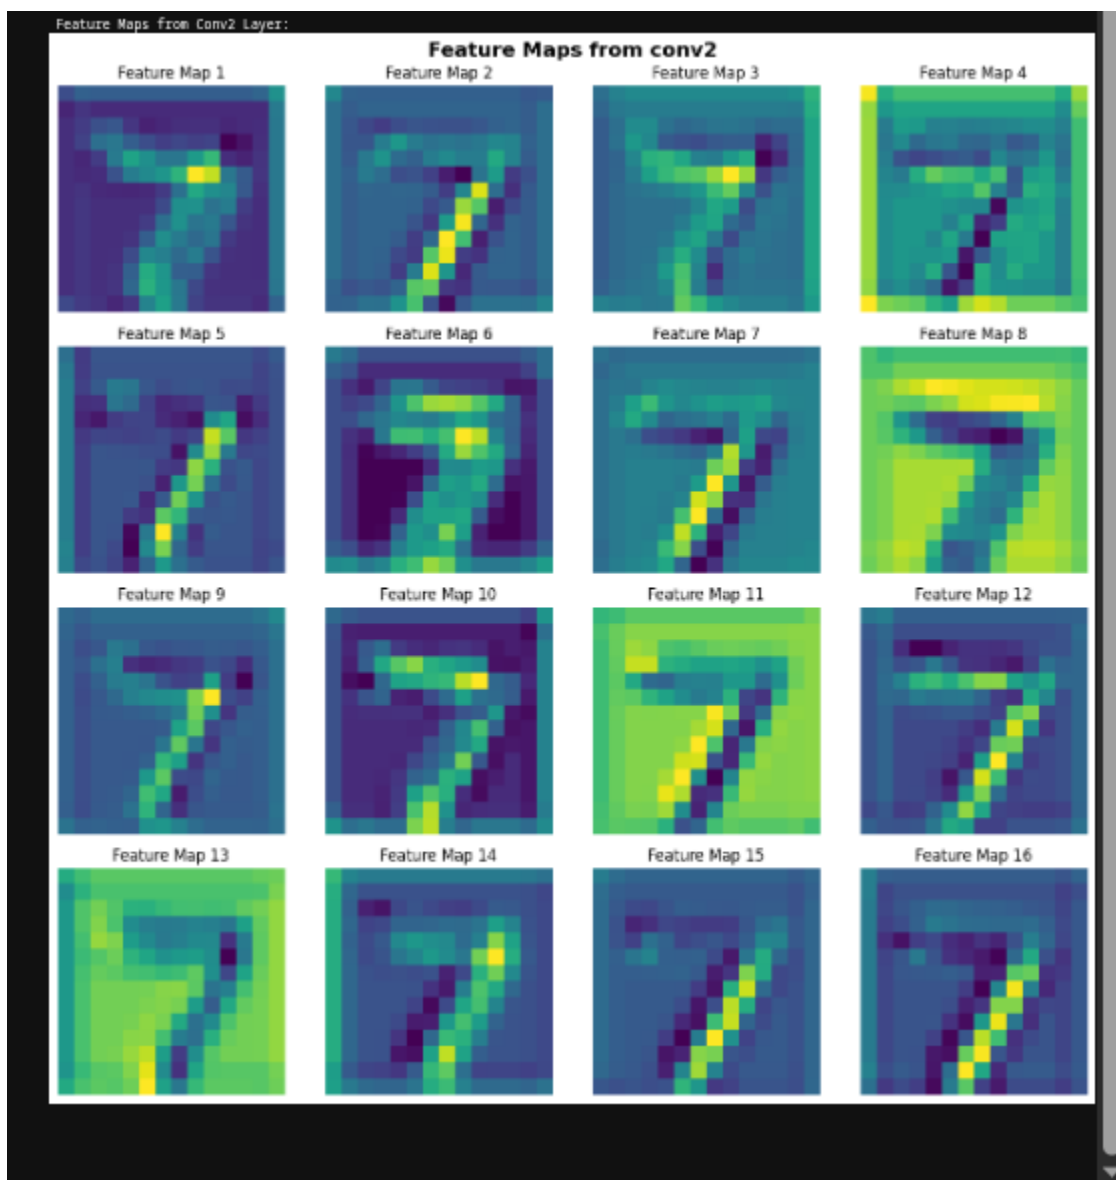 Feature Maps from Conv2 Layer:
Feature Maps from conv2
Feature Map 1 Feature Map 2 Feature Map 3 Feature Map 4
Feature Map 5 Feature Map 6 Feature Map 7 Feature Map 8
Feature Map 9 Feature Map 10 Feature Map 11 Feature Map 12
Feature Map 13 Feature Map 14 Feature Map 15 Feature Map 16